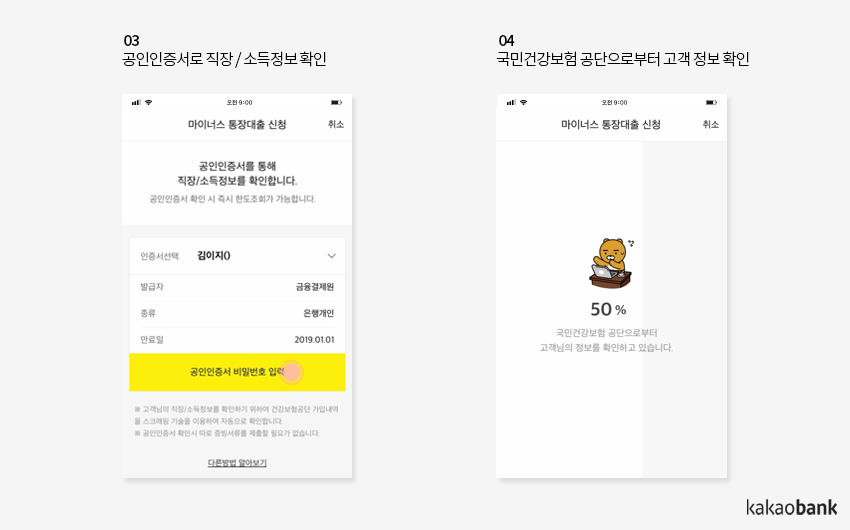 03
공인인증서로 직장 / 소득정보 확인
오전 9:00
마이너스 통장대출 신청
취소
공인인증서를 통해
직장/소득정보를 확인합니다.
공인인증서 확인 시 즉시 한도조회가 가능합니다.
인증서선택 김이지()
발급자 금융결제원
종류 은행개인
만료일 2019.01.01
공인인증서 비밀번호 입력
※ 고객님의 직장/소득정보를 확인하기 위하여 건강보험공단 가입내역
을 스크래핑 기술을 이용하여 자동으로 확인합니다.
※ 공인인증서 확인시 따로 증빙서류를 제출할 필요가 없습니다.
다른방법 알아보기
04
국민건강보험 공단으로부터 고객 정보 확인
오전 9:00
마이너스 통장대출 신청
취소
50 %
국민건강보험 공단으로부터
고객님의 정보를 확인하고 있습니다.
kakaobank